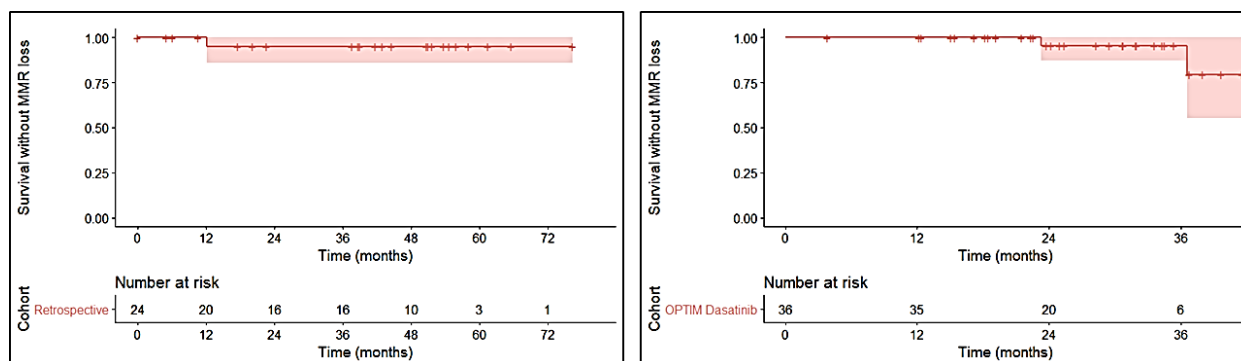 Survival without MMR loss
1.00
0.75
0.50
0.25
0.00
0 12 24 36 48 60 72
Time (months)
Number at risk
Cohort
Retrospective 24 20 16 16 10 3 1
0 12 24 36 48 60 72
Time (months)
Survival without MMR loss
1.00
0.75
0.50
0.25
0.00
0 12 24 36
Time (months)
Number at risk
Cohort
OPTIM Dasatinib 36 35 20 6
0 12 24 36
Time (months)